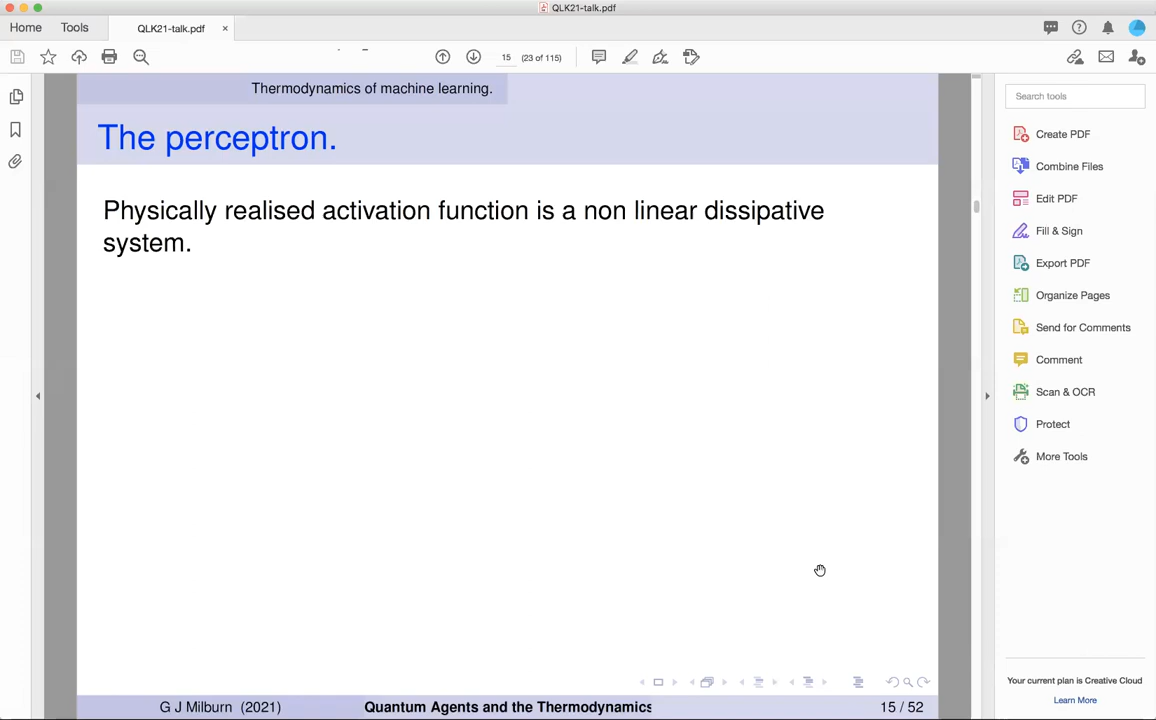 QLK21-talk.pdf
Home
Tools
QLK21-talk.pdf
15 (23 of 115)
Thermodynamics of machine learning.
The perceptron.
Physically realised activation function is a non linear dissipative
system.
G J Milburn (2021)
Quantum Agents and the Thermodynamics
15 / 52
Search tools
Create PDF
Combine Files
Edit PDF
Fill & Sign
Export PDF
Organize Pages
Send for Comments
Comment
Scan & OCR
Protect
More Tools
Your current plan is Creative Cloud
Learn More